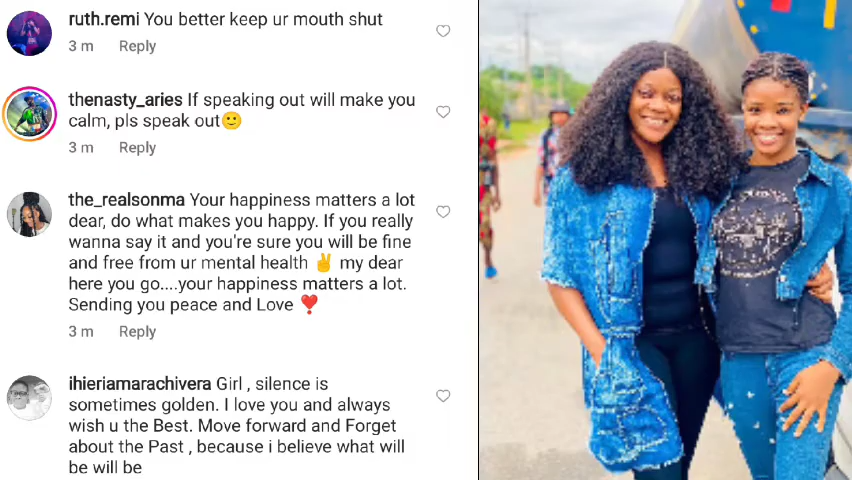 ruth.remi You better keep ur mouth shut
3 m Reply
thenasty_aries If speaking out will make you
calm, pls speak out🙂
3 m Reply
the_realsonma Your happiness matters a lot
dear, do what makes you happy. If you really
wanna say it and you're sure you will be fine
and free from ur mental health ✌️ my dear
here you go....your happiness matters a lot.
Sending you peace and Love ❣️
3 m Reply
ihieriamarachivera Girl , silence is
sometimes golden. I love you and always
wish u the Best. Move forward and Forget
about the Past , because i believe what will
be will be